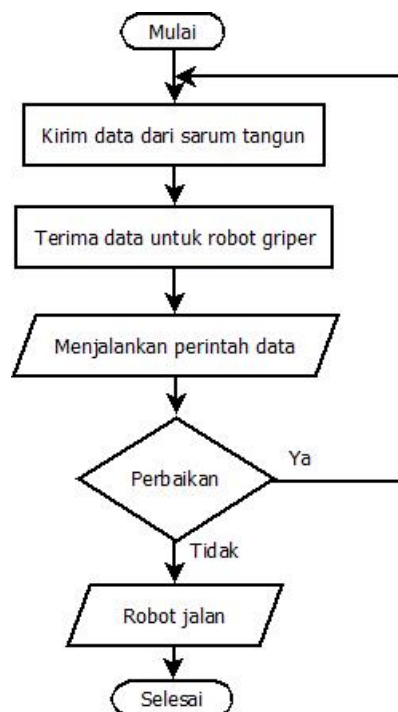 Mulai
Kirim data dari sarum tangun
Terima data untuk robot griper
Menjalankan perintah data
Perbaikan
Ya
Tidak
Robot jalan
Selesai